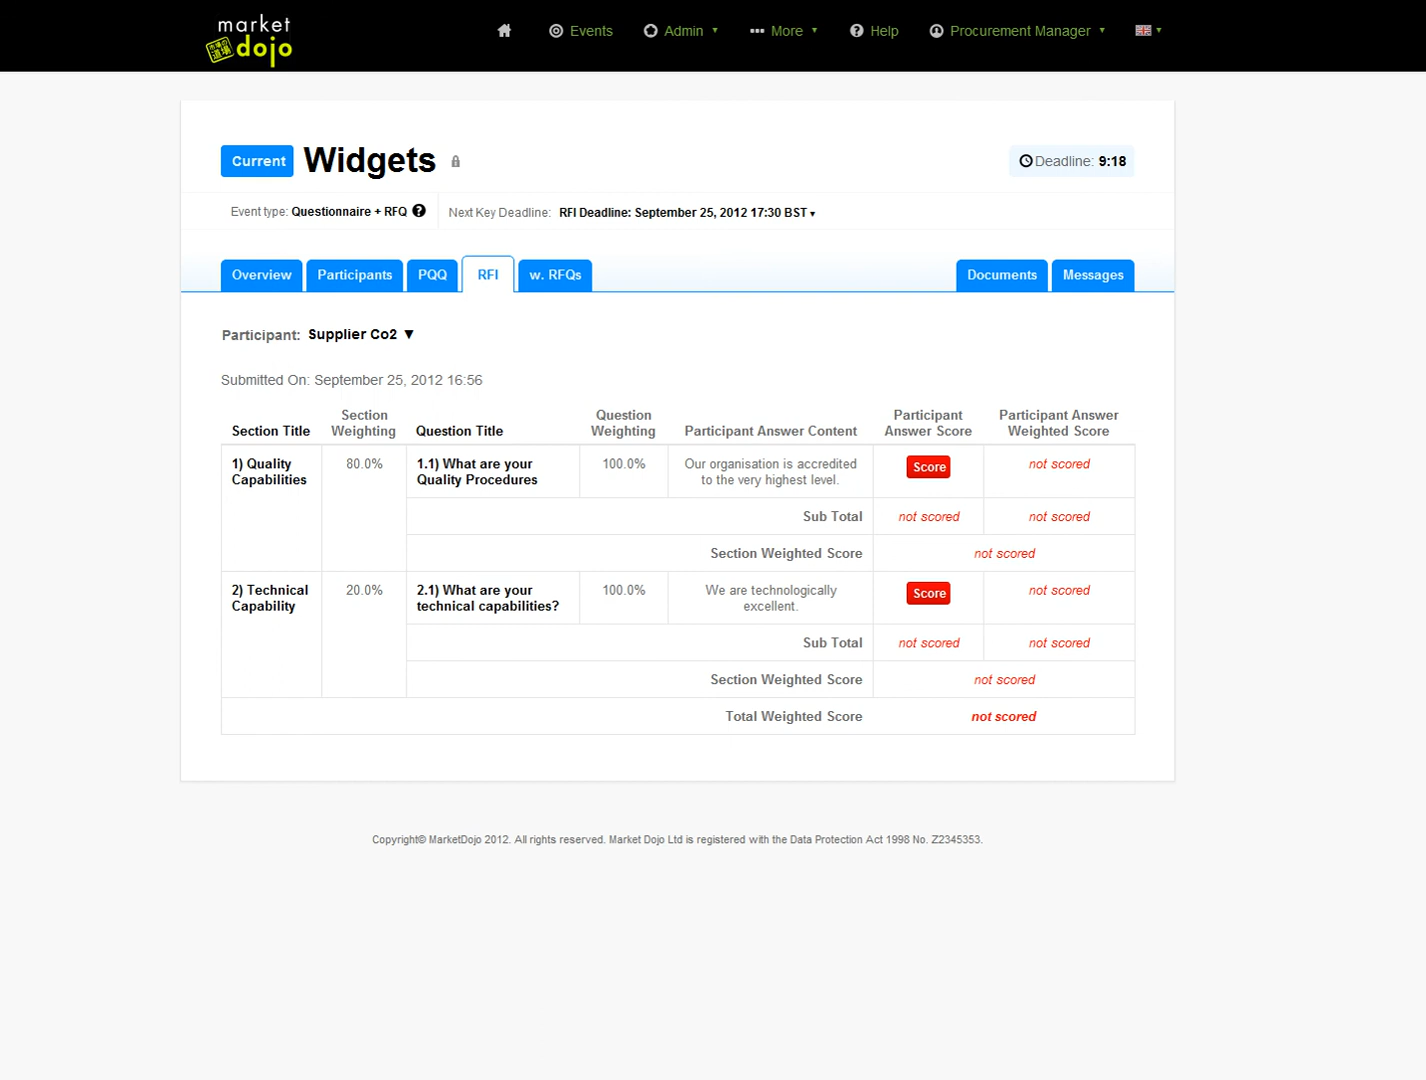 market
dojo
Events
Admin
More
Help
Procurement Manager
Current
Widgets
Deadline: 9:18
Event type: Questionnaire + RFQ
Next Key Deadline: RFI Deadline: September 25, 2012 17:30 BST
Overview
Participants
PQQ
RFI
w. RFQs
Documents
Messages
Participant: Supplier Co2
Submitted On: September 25, 2012 16:56
Section Title
Section
Weighting
Question Title
Question
Weighting
Participant Answer Content
Participant
Answer Score
Participant Answer
Weighted Score
1) Quality
Capabilities
80.0%
1.1) What are your
Quality Procedures
100.0%
Our organisation is accredited
to the very highest level.
Score
not scored
Sub Total
not scored
not scored
Section Weighted Score
not scored
2) Technical
Capability
20.0%
2.1) What are your
technical capabilities?
100.0%
We are technologically
excellent.
Score
not scored
Sub Total
not scored
not scored
Section Weighted Score
not scored
Total Weighted Score
not scored
Copyright© MarketDojo 2012. All rights reserved. Market Dojo Ltd is registered with the Data Protection Act 1998 No. Z2345353.